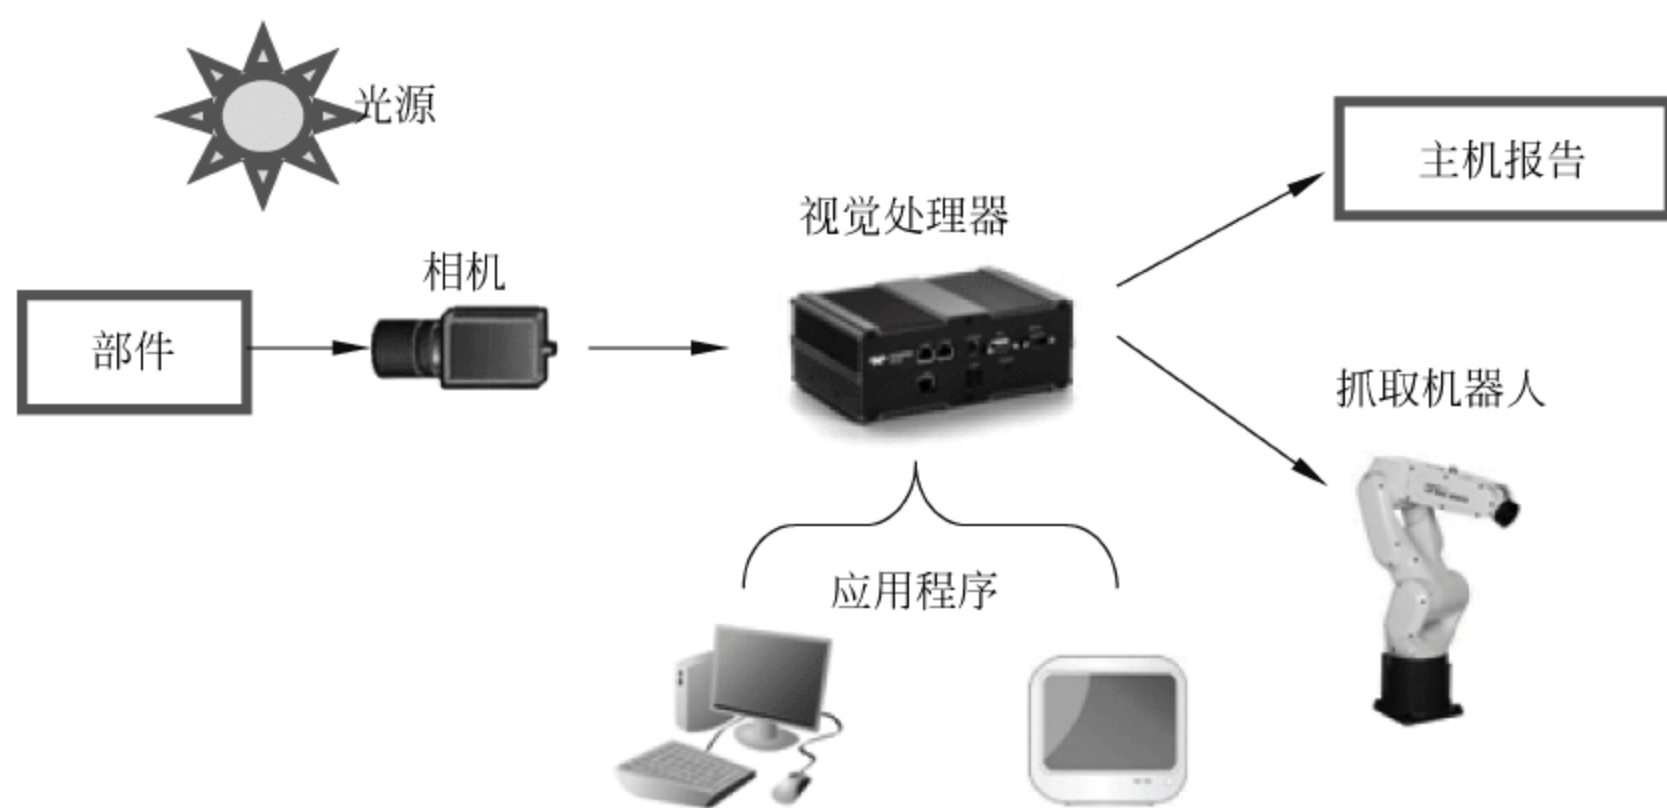 光源
主机报告
视觉处理器
相机
部件
抓取机器人
应用程序